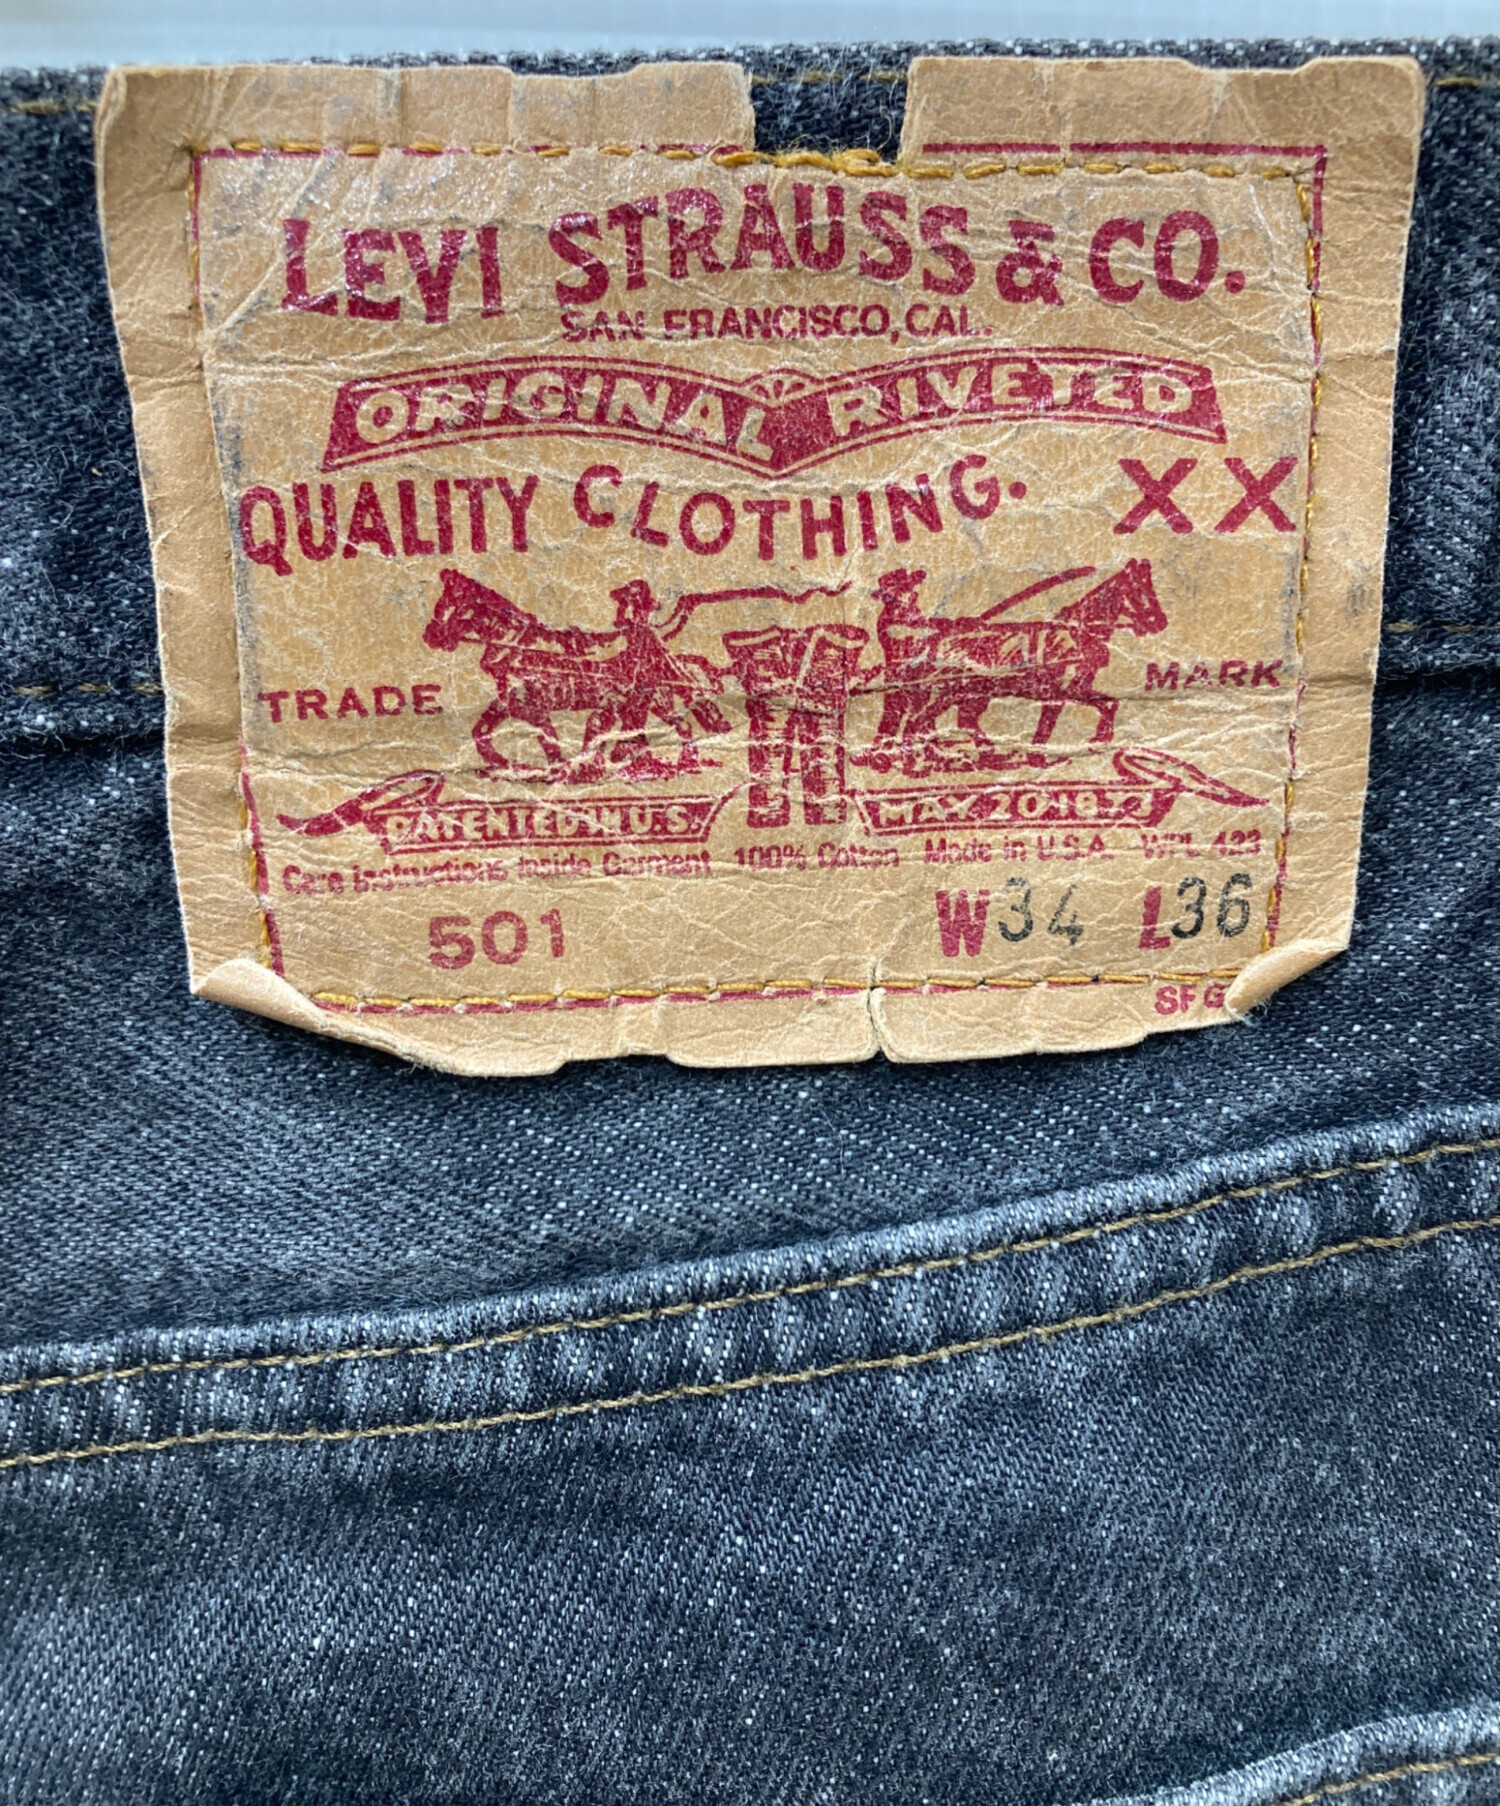 LEVI STRAUSS & CO.
SAN FRANCISCO, CAL.
ORIGINAL RIVETED
QUALITY CLOTHING. XX
TRADE MARK
PATENTED IN U.S. MAY 20 1873
Care Instructions Inside Garment 100% Cotton Made in U.S.A. WPL 423
501 W34 L36
SF